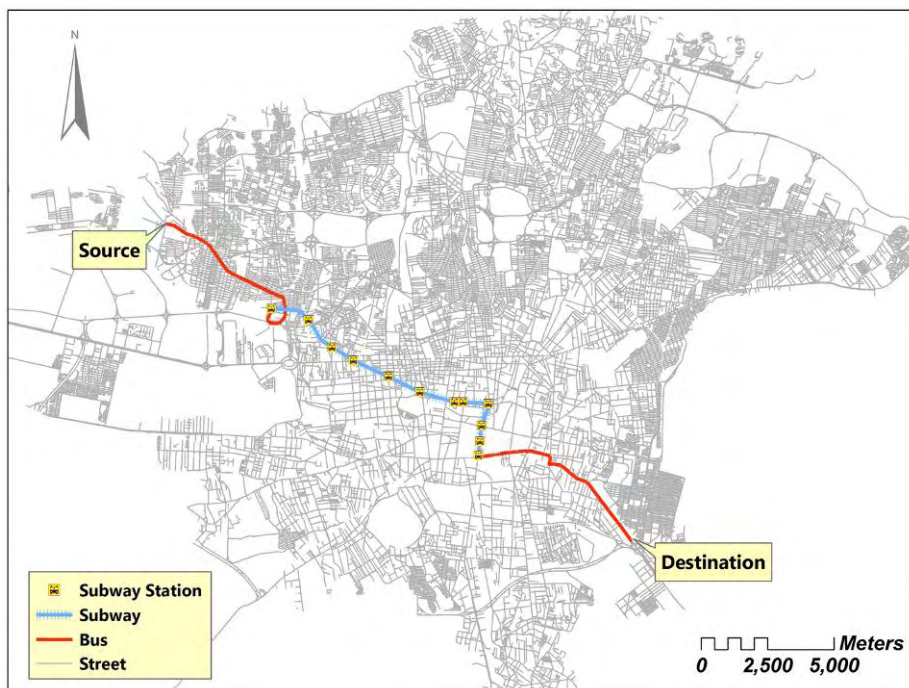 N
Source
Destination
Subway Station
Subway
Bus
Street
Meters
0 2,500 5,000